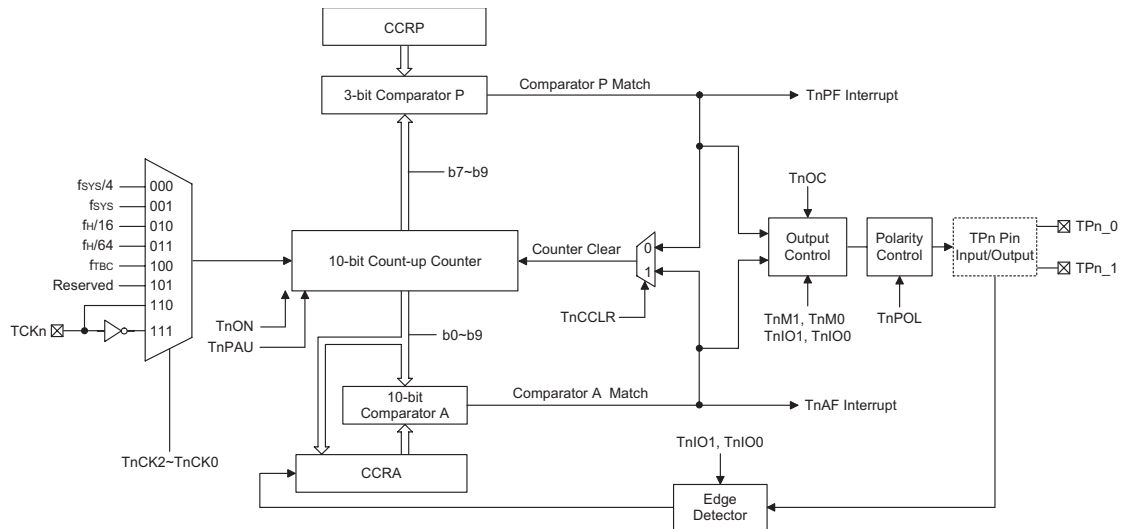 CCRP
3-bit Comparator P
Comparator P Match
TnPF Interrupt
b7~b9
fSYS/4
000
fSYS
001
fH/16
010
fH/64
011
fTBC
100
Reserved
101
110
TCKn
111
TnCK2~TnCK0
10-bit Count-up Counter
TnON
TnPAU
Counter Clear
0
1
TnCCLR
TnOC
Output
Control
TnM1, TnM0
TnIO1, TnIO0
Polarity
Control
TnPOL
TPn Pin
Input/Output
TPn_0
TPn_1
b0~b9
10-bit
Comparator A
Comparator A Match
TnAF Interrupt
CCRA
TnIO1, TnIO0
Edge
Detector